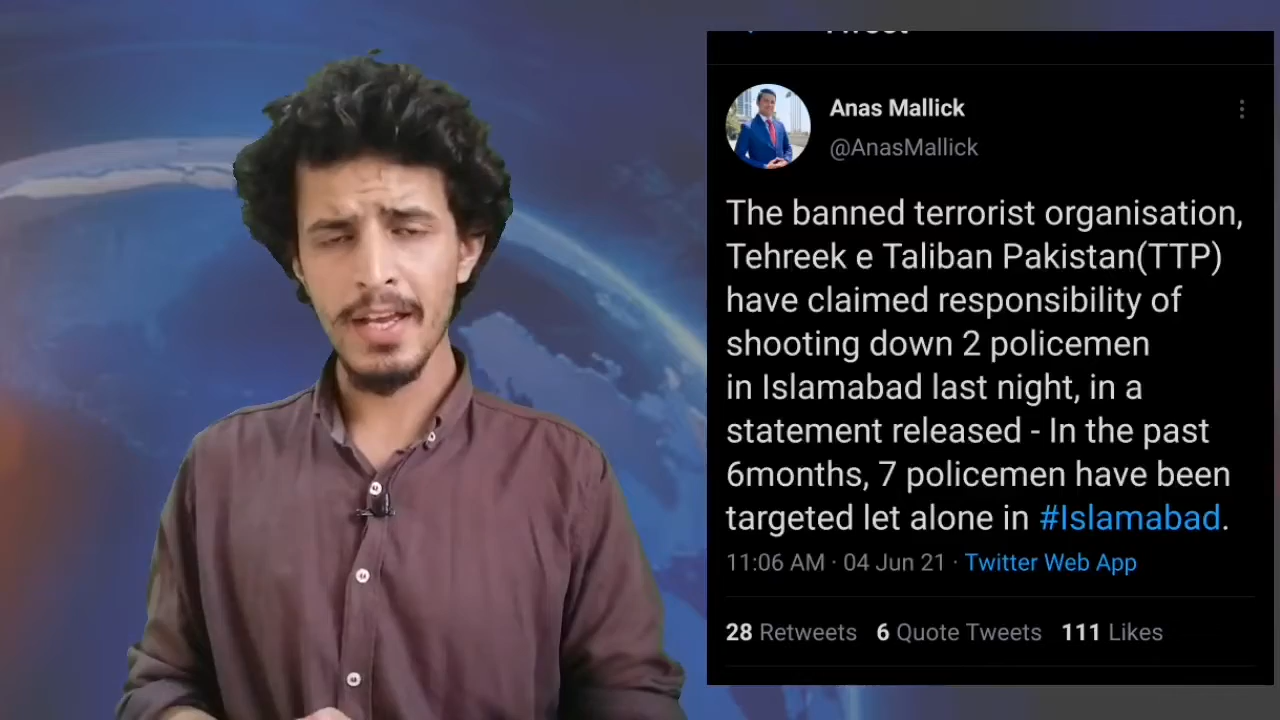 Tweet
Anas Mallick
@AnasMallick
The banned terrorist organisation,
Tehreek e Taliban Pakistan(TTP)
have claimed responsibility of
shooting down 2 policemen
in Islamabad last night, in a
statement released - In the past
6months, 7 policemen have been
targeted let alone in #Islamabad.
11:06 AM · 04 Jun 21 · Twitter Web App
28 Retweets 6 Quote Tweets 111 Likes